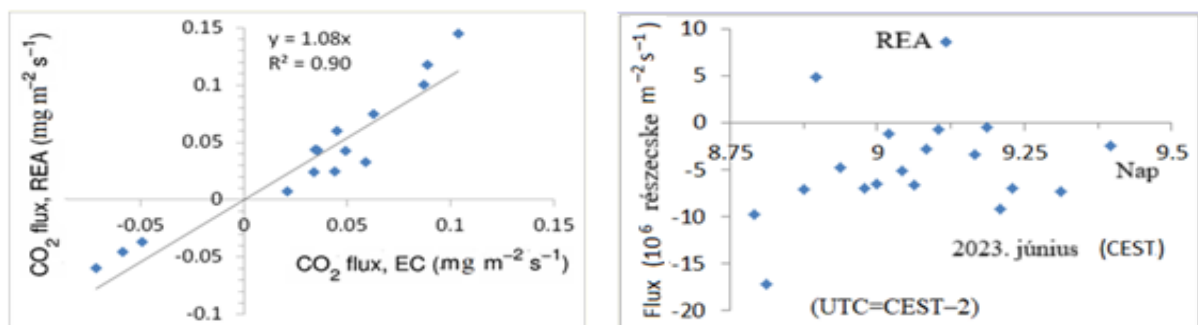 CO₂ flux, REA (mg m⁻² s⁻¹)
0.15
0.1
0.05
0
-0.05
-0.1
y = 1.08x
R² = 0.90
-0.05
0
0.05
0.1
0.15
CO₂ flux, EC (mg m⁻² s⁻¹)
Flux (10⁶ részecske m⁻² s⁻¹)
10
5
0
-5
-10
-15
-20
REA
8.75
9
9.25
9.5
Nap
2023. június (CEST)
(UTC=CEST–2)